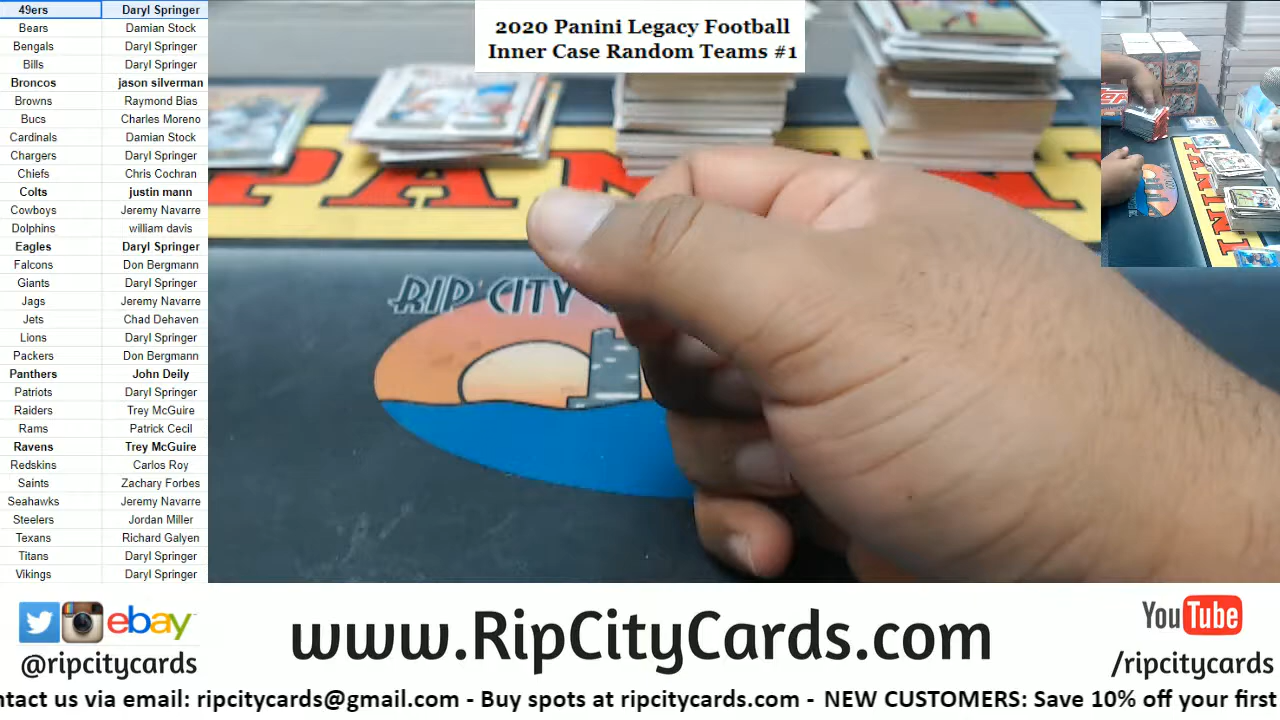 2020 Panini Legacy Football
Inner Case Random Teams #1
49ers Daryl Springer
Bears Damian Stock
Bengals Daryl Springer
Bills Daryl Springer
Broncos jason silverman
Browns Raymond Bias
Bucs Charles Moreno
Cardinals Damian Stock
Chargers Daryl Springer
Chiefs Chris Cochran
Colts justin mann
Cowboys Jeremy Navarre
Dolphins william davis
Eagles Daryl Springer
Falcons Don Bergmann
Giants Daryl Springer
Jags Jeremy Navarre
Jets Chad Dehaven
Lions Daryl Springer
Packers Don Bergmann
Panthers John Deily
Patriots Daryl Springer
Raiders Trey McGuire
Rams Patrick Cecil
Ravens Trey McGuire
Redskins Carlos Roy
Saints Zachary Forbes
Seahawks Jeremy Navarre
Steelers Jordan Miller
Texans Richard Galyen
Titans Daryl Springer
Vikings Daryl Springer
PANINI
RIP CITY
ebay
@ripcitycards
www.RipCityCards.com
YouTube
/ripcitycards
ntact us via email: ripcitycards@gmail.com - Buy spots at ripcitycards.com - NEW CUSTOMERS: Save 10% off your first